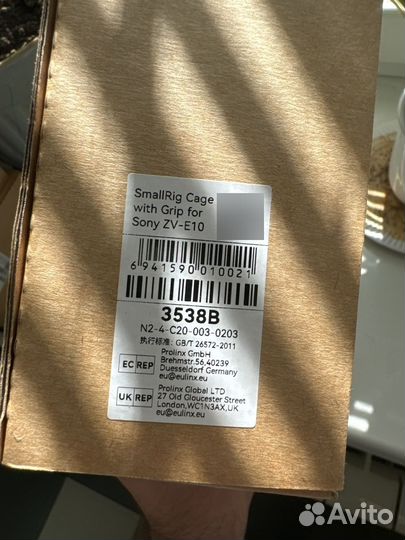 SmallRig Cage
with Grip for
Sony ZV-E10
6 941590 010021
3538B
N2-4-C20-003-0203
执行标准: GB/T 26572-2011
EC REP
Prolinx GmbH
Brehmstr.56,40239
Duesseldorf Germany
eu@eulinx.eu
UK REP
Prolinx Global LTD
27 Old Gloucester Street
London,WC1N3AX,UK
eu@eulinx.eu
Avito